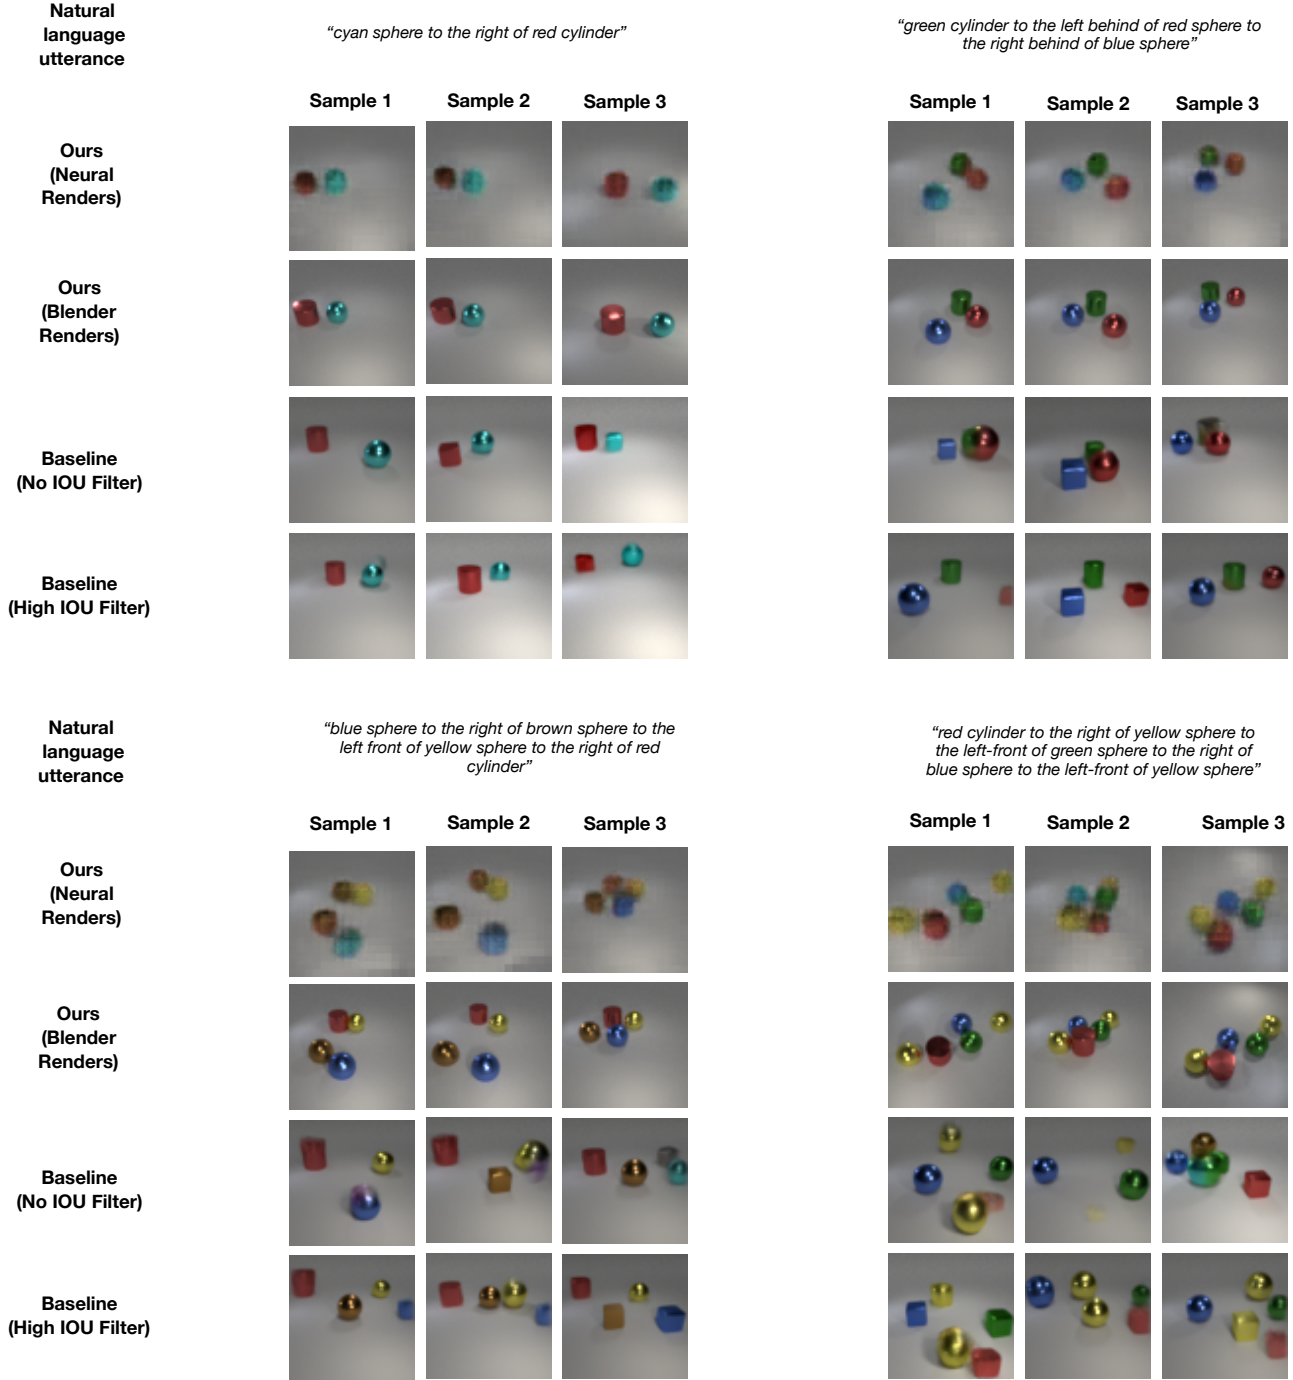 Natural
language
utterance
“cyan sphere to the right of red cylinder”
“green cylinder to the left behind of red sphere to
the right behind of blue sphere”
Sample 1
Sample 2
Sample 3
Sample 1
Sample 2
Sample 3
Ours
(Neural
Renders)
Ours
(Blender
Renders)
Baseline
(No IOU Filter)
Baseline
(High IOU Filter)
Natural
language
utterance
“blue sphere to the right of brown sphere to the
left front of yellow sphere to the right of red
cylinder”
“red cylinder to the right of yellow sphere to
the left-front of green sphere to the right of
blue sphere to the left-front of yellow sphere”
Sample 1
Sample 2
Sample 3
Sample 1
Sample 2
Sample 3
Ours
(Neural
Renders)
Ours
(Blender
Renders)
Baseline
(No IOU Filter)
Baseline
(High IOU Filter)